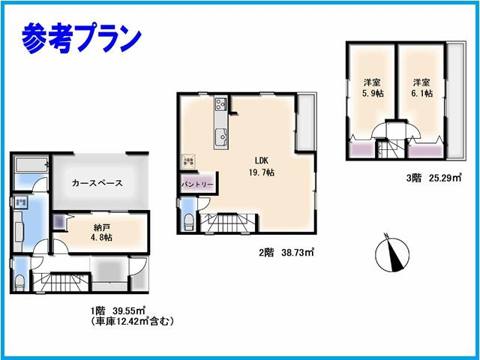 参考プラン
洋室
5.9帖
洋室
6.1帖
3階 25.29㎡
LDK
19.7帖
パントリー
2階 38.73㎡
カースペース
納戸
4.8帖
1階 39.55㎡
(車庫12.42㎡含む)